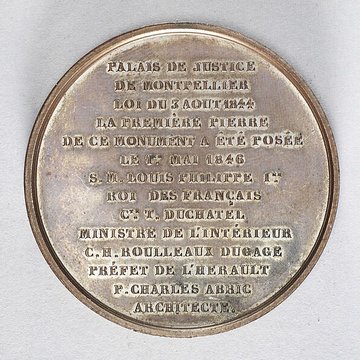 PALAIS DE JUSTICE
DE MONTPELLIER
LOI DU 3 AOUT 1844
LA PREMIÈRE PIERRE
DE CE MONUMENT A ÉTÉ POSÉE
LE 1ER MAI 1846
S. M. LOUIS PHILIPPE 1ER
ROI DES FRANÇAIS
CTE T. DUCHATEL
MINISTRE DE L'INTÉRIEUR
C. H. ROULLEAUX DUGAGE
PRÉFET DE L'HÉRAULT
P. CHARLES ABRIC
ARCHITECTE.